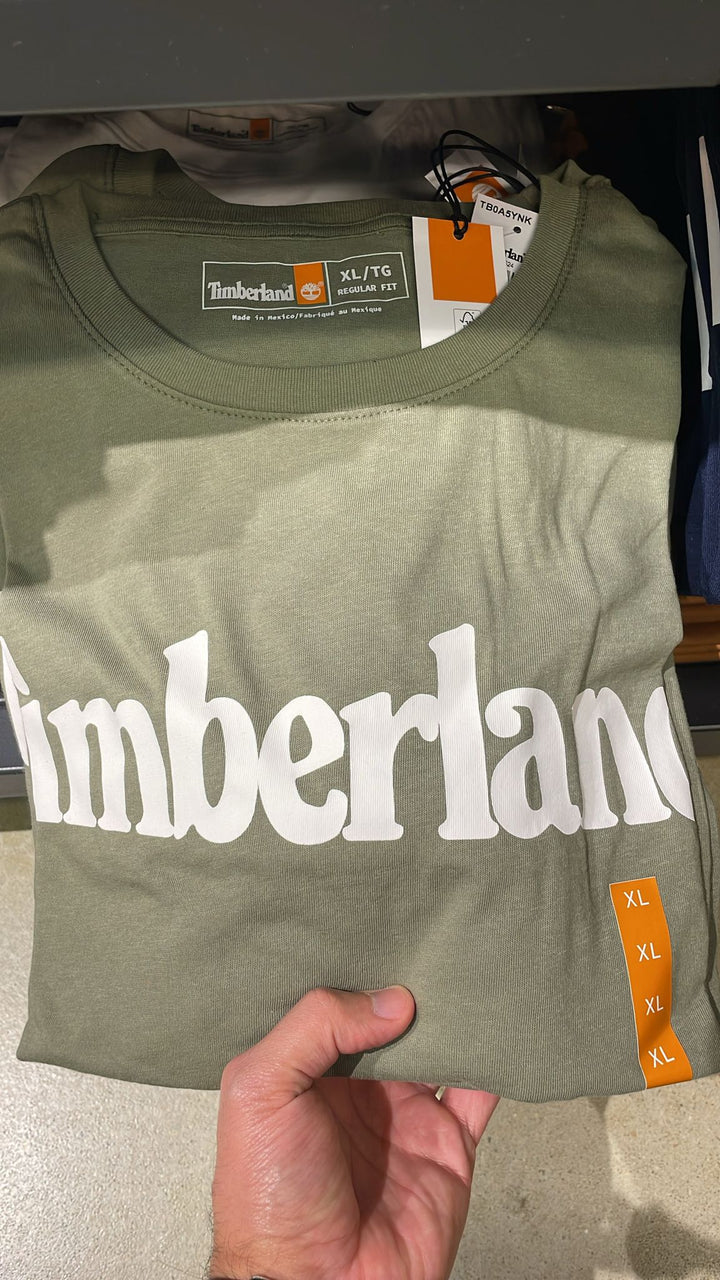 Timberland
TB0A5YNK
Timberland
XL/TG
REGULAR FIT
Made in Mexico/Fabriqué au Mexique
Timberland
XL
XL
XL
XL